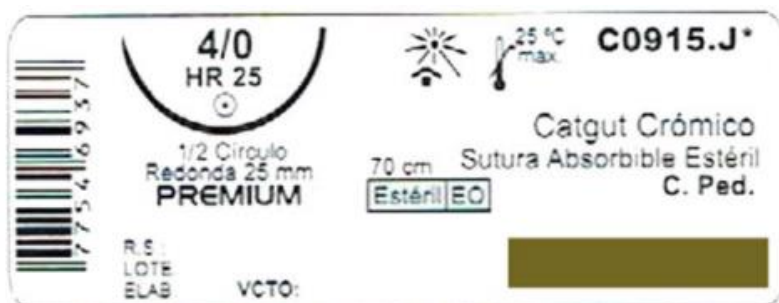 4/0
HR 25
1/2 Círculo
Redonda 25 mm
PREMIUM
25 ºC
max.
C0915.J*
Catgut Crómico
Sutura Absorbible Estéril
C. Ped.
70 cm
Estéril EO
R.S.:
LOTE
ELAB VCTO: